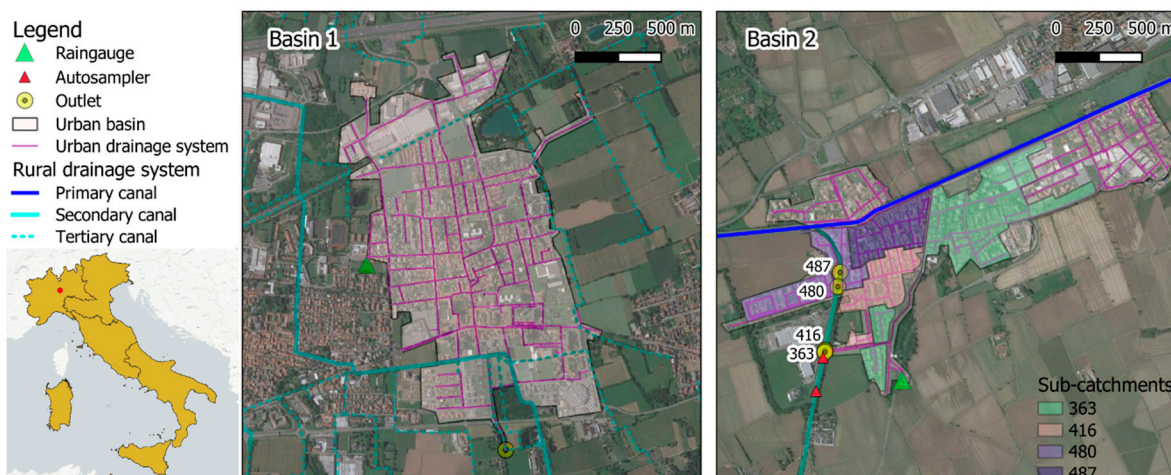 Legend
Raingauge
Autosampler
Outlet
Urban basin
Urban drainage system
Rural drainage system
Primary canal
Secondary canal
Tertiary canal
Basin 1
0 250 500 m
Basin 2
0 250 500 m
487
480
416
363
Sub-catchments
363
416
480
487